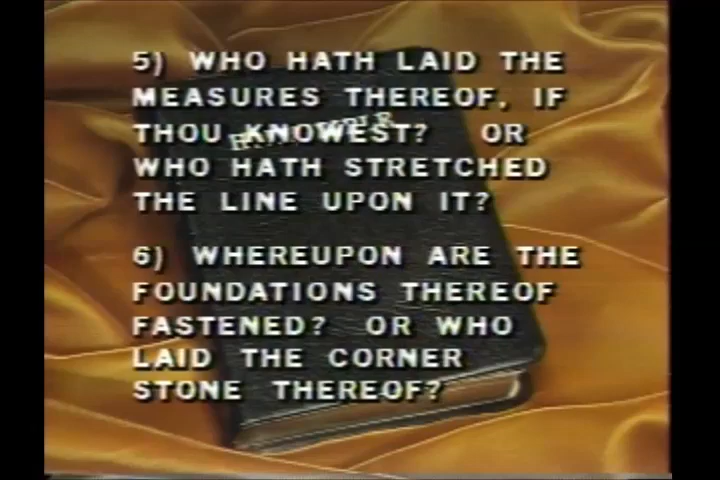 5) WHO HATH LAID THE
MEASURES THEREOF, IF
THOU KNOWEST? OR
WHO HATH STRETCHED
THE LINE UPON IT?
6) WHEREUPON ARE THE
FOUNDATIONS THEREOF
FASTENED? OR WHO
LAID THE CORNER
STONE THEREOF?